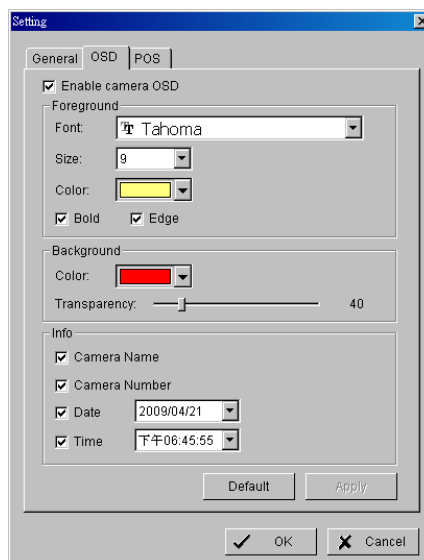 Setting
General OSD POS
Enable camera OSD
Foreground
Font: Tahoma
Size: 9
Color:
Bold Edge
Background
Color:
Transparency: 40
Info
Camera Name
Camera Number
Date 2009/04/21
Time 下午06:45:55
Default Apply
OK Cancel